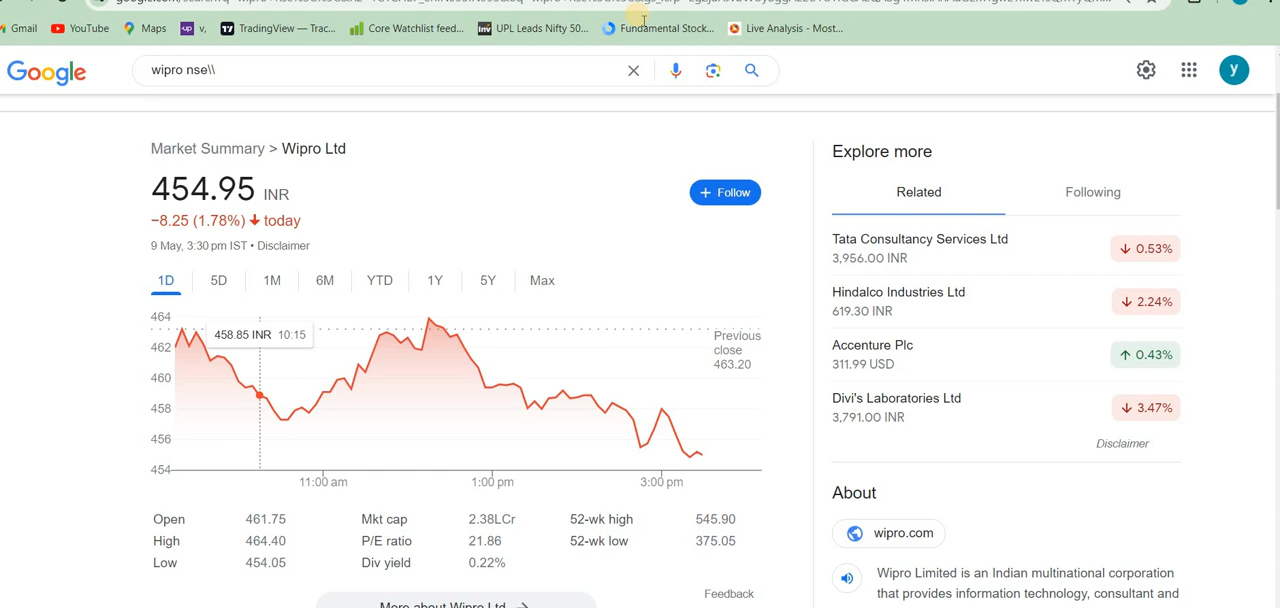 Gmail YouTube Maps v, TradingView — Trac... Core Watchlist feed... Inv UPL Leads Nifty 50... Fundamental Stock... Live Analysis - Most...
Google wipro nse\\ y
Market Summary > Wipro Ltd
454.95 INR
+ Follow
−8.25 (1.78%) ↓ today
9 May, 3:30 pm IST • Disclaimer
1D 5D 1M 6M YTD 1Y 5Y Max
464
462
460
458
456
454
458.85 INR 10:15
Previous
close
463.20
11:00 am 1:00 pm 3:00 pm
Open 461.75 Mkt cap 2.38LCr 52-wk high 545.90
High 464.40 P/E ratio 21.86 52-wk low 375.05
Low 454.05 Div yield 0.22%
Feedback
More about Wipro Ltd →
Explore more
Related Following
Tata Consultancy Services Ltd
3,956.00 INR
↓ 0.53%
Hindalco Industries Ltd
619.30 INR
↓ 2.24%
Accenture Plc
311.99 USD
↑ 0.43%
Divi's Laboratories Ltd
3,791.00 INR
↓ 3.47%
Disclaimer
About
wipro.com
Wipro Limited is an Indian multinational corporation
that provides information technology, consultant and